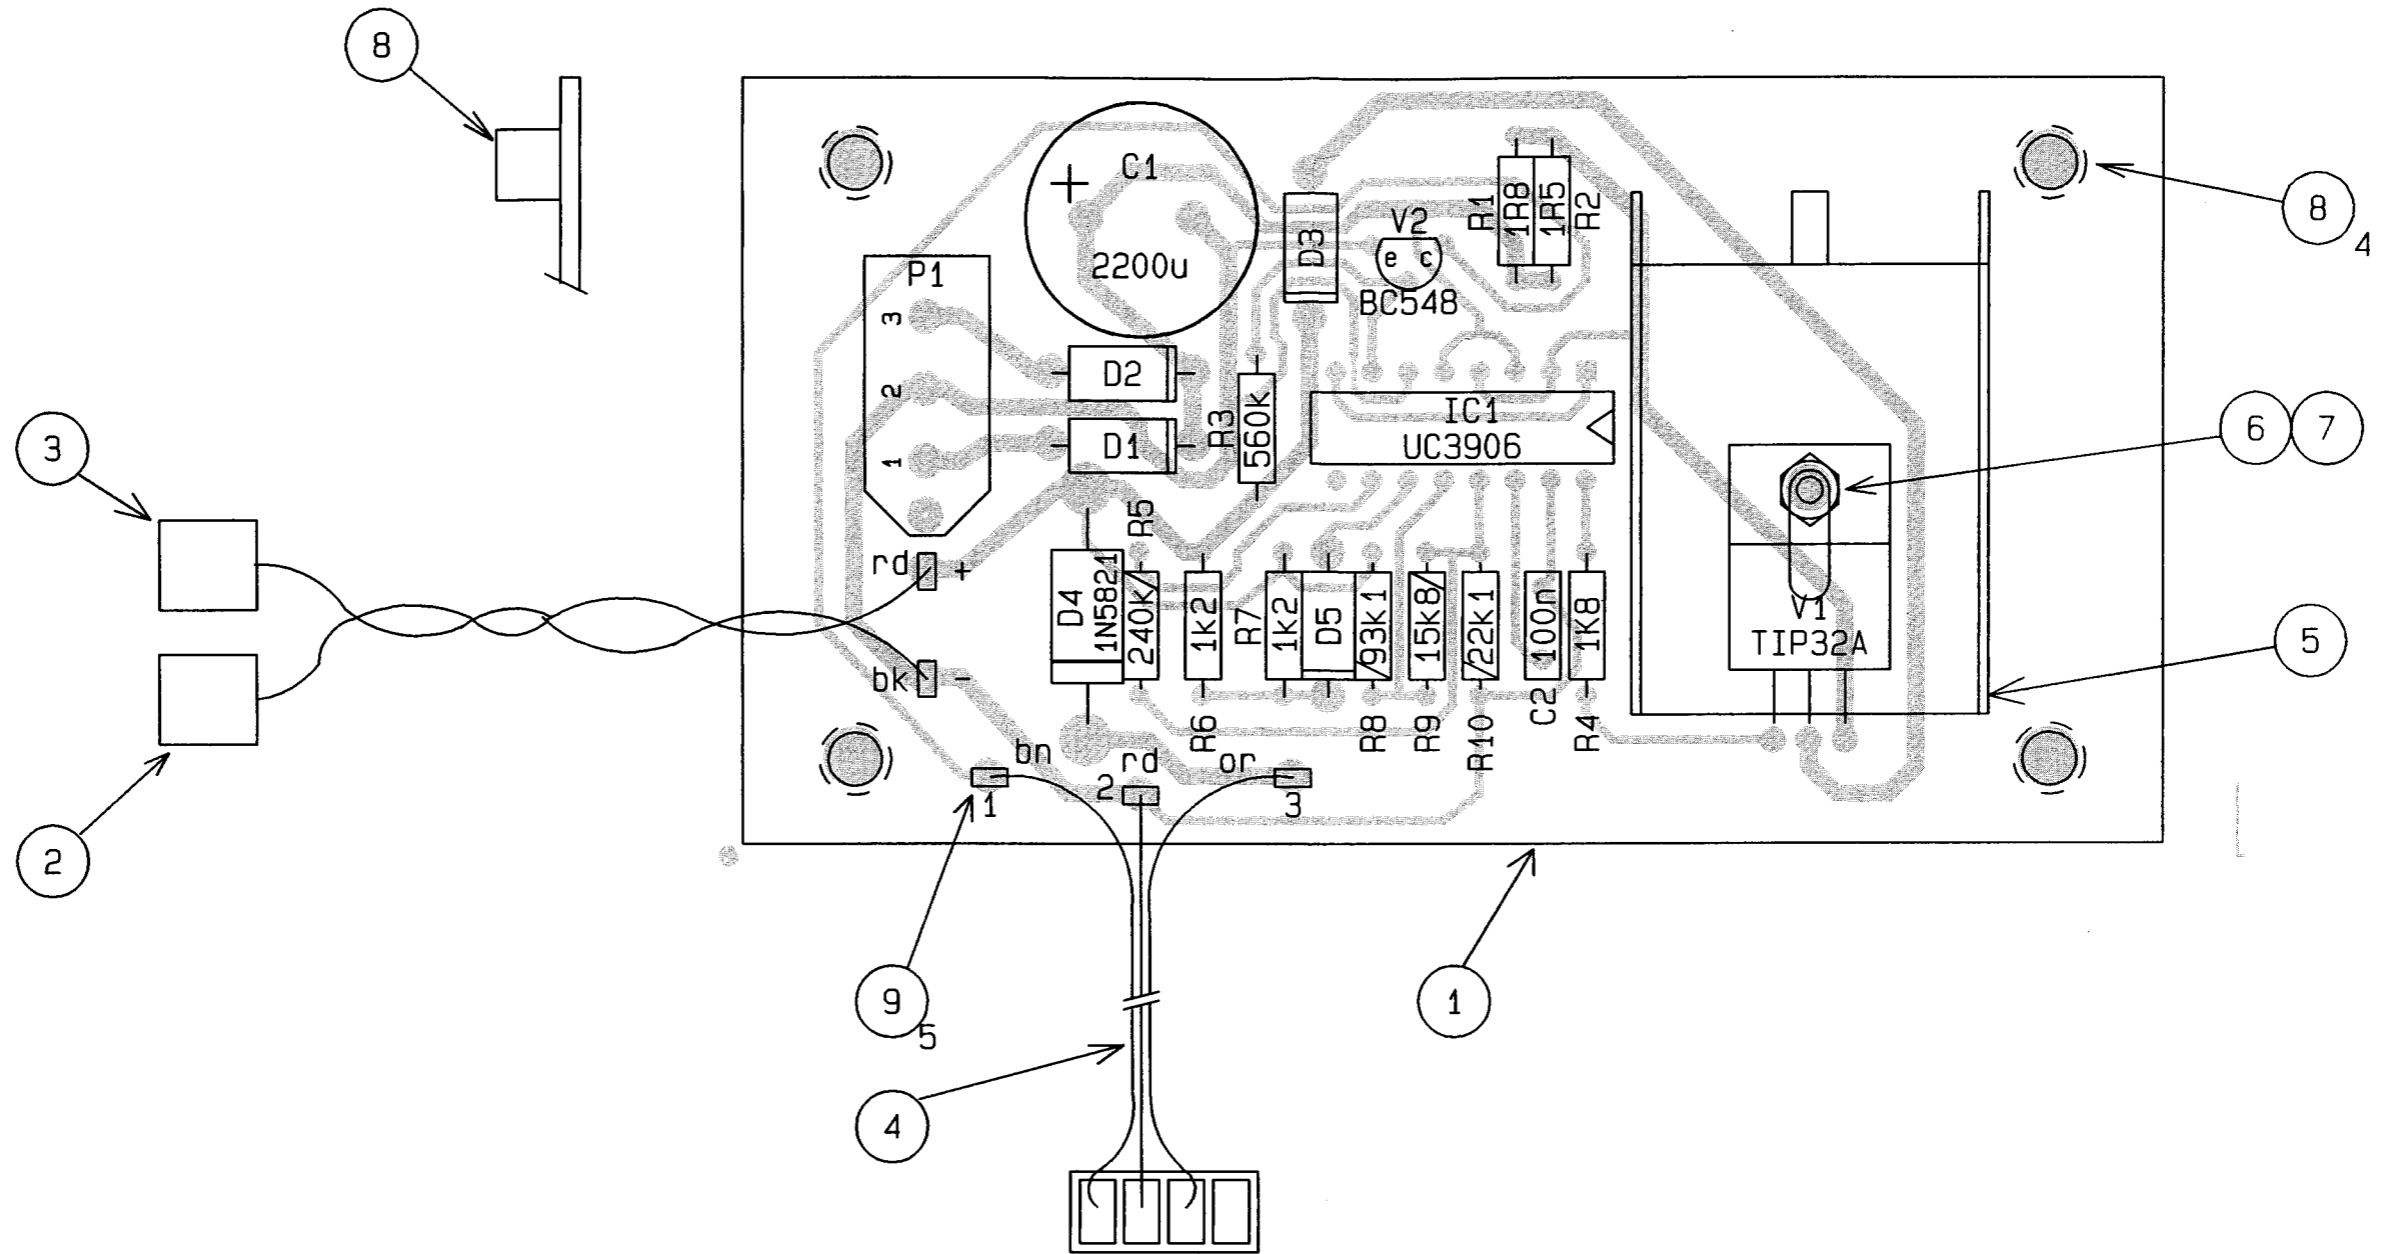 8
C1
+
2200u
P1
3
2
1
D2
D1
D3
V2
e c
BC548
R1
1R8
1R5
R2
8
4
R3
560k
IC1
UC3906
6
7
3
rd
+
bk
-
D4
1N5821
R5
240k
1k2
R6
R7
1k2
D5
93k1
R8
15k8
R9
22k1
R10
100n
C2
1k8
R4
V1
TIP32A
5
2
bn
1
rd
2
or
3
9
5
1
4